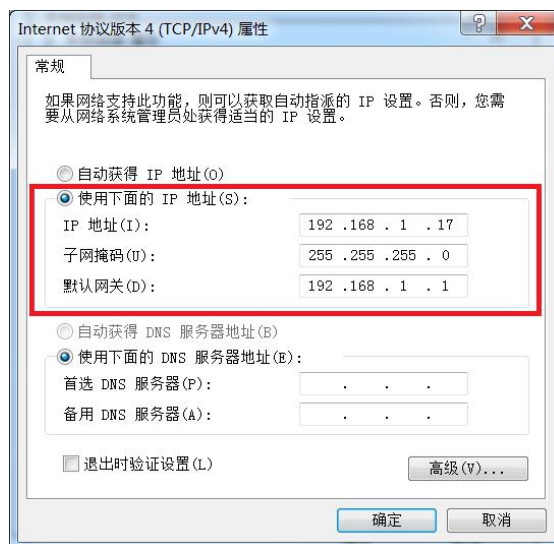 Internet 协议版本 4 (TCP/IPv4) 属性
常规
如果网络支持此功能，则可以获取自动指派的 IP 设置。否则，您需
要从网络系统管理员处获得适当的 IP 设置。
自动获得 IP 地址(O)
使用下面的 IP 地址(S):
IP 地址(I): 192 .168 . 1 . 17
子网掩码(U): 255 .255 .255 . 0
默认网关(D): 192 .168 . 1 . 1
自动获得 DNS 服务器地址(B)
使用下面的 DNS 服务器地址(E):
首选 DNS 服务器(P): . . .
备用 DNS 服务器(A): . . .
退出时验证设置(L)
高级(V)...
确定 取消